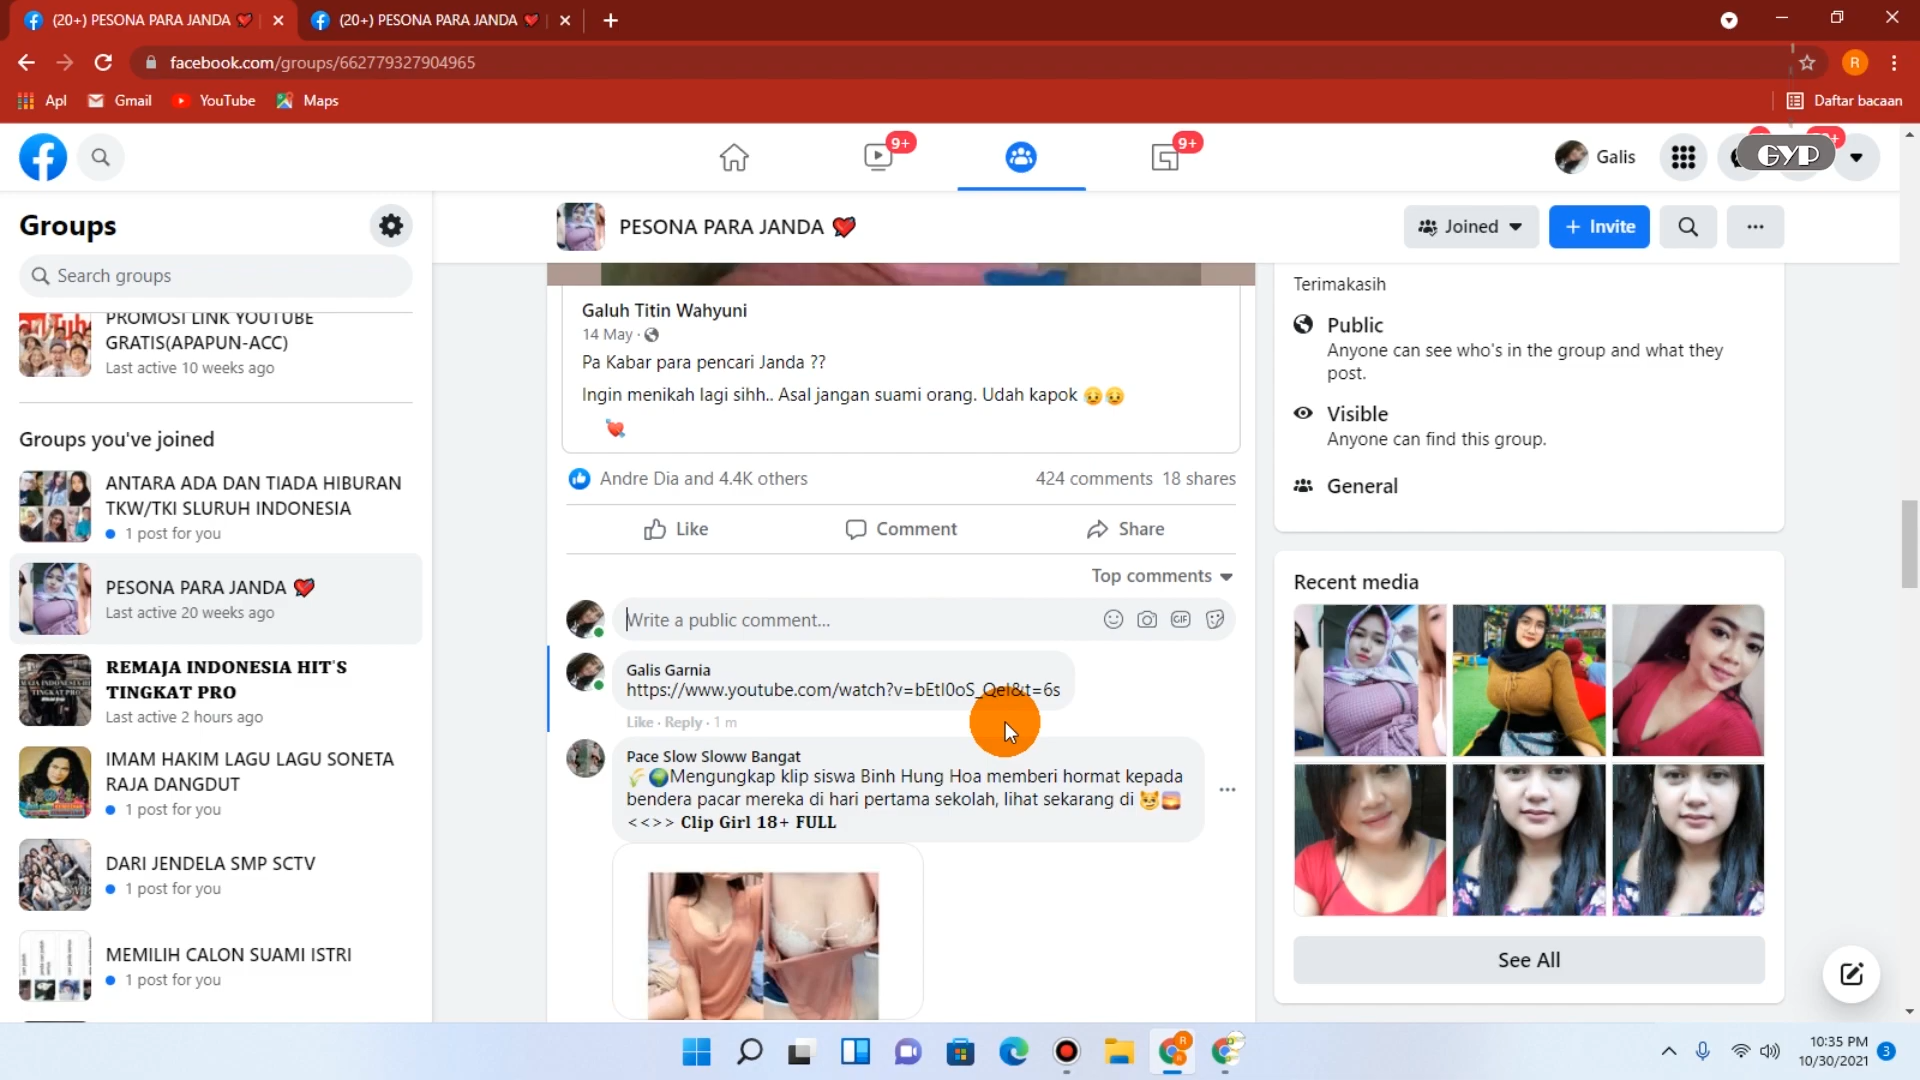 (20+) PESONA PARA JANDA ❤️
(20+) PESONA PARA JANDA ❤️
facebook.com/groups/662779327904965
R
Apl
Gmail
YouTube
Maps
Daftar bacaan
9+
9+
Galis
GYP
Groups
Search groups
PESONA PARA JANDA 💘
Joined
+ Invite
PROMOSI LINK YOUTUBE
GRATIS(APAPUN-ACC)
Last active 10 weeks ago
Groups you've joined
ANTARA ADA DAN TIADA HIBURAN
TKW/TKI SLURUH INDONESIA
1 post for you
PESONA PARA JANDA 💘
Last active 20 weeks ago
REMAJA INDONESIA HIT'S
TINGKAT PRO
Last active 2 hours ago
IMAM HAKIM LAGU LAGU SONETA
RAJA DANGDUT
1 post for you
DARI JENDELA SMP SCTV
1 post for you
MEMILIH CALON SUAMI ISTRI
1 post for you
Galuh Titin Wahyuni
14 May ·
Pa Kabar para pencari Janda ??
Ingin menikah lagi sihh.. Asal jangan suami orang. Udah kapok 😥😥
💘
Andre Dia and 4.4K others
424 comments 18 shares
Like
Comment
Share
Top comments
Write a public comment...
GIF
Galis Garnia
https://www.youtube.com/watch?v=bEtI0oS_QeI&t=6s
Like · Reply · 1 m
Pace Slow Sloww Bangat
🌾🌍Mengungkap klip siswa Binh Hung Hoa memberi hormat kepada
bendera pacar mereka di hari pertama sekolah, lihat sekarang di 😼🌅
<<>> Clip Girl 18+ FULL
Terimakasih
Public
Anyone can see who's in the group and what they
post.
Visible
Anyone can find this group.
General
Recent media
See All
R
10:35 PM
10/30/2021
3